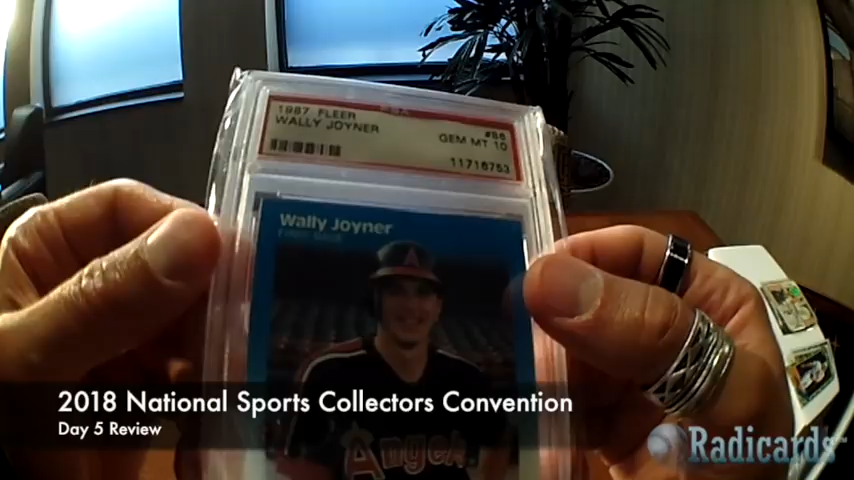 1987 FLEER #86
WALLY JOYNER GEM MT 10
11716753
Wally Joyner
Angels
2018 National Sports Collectors Convention
Day 5 Review
Radicards™